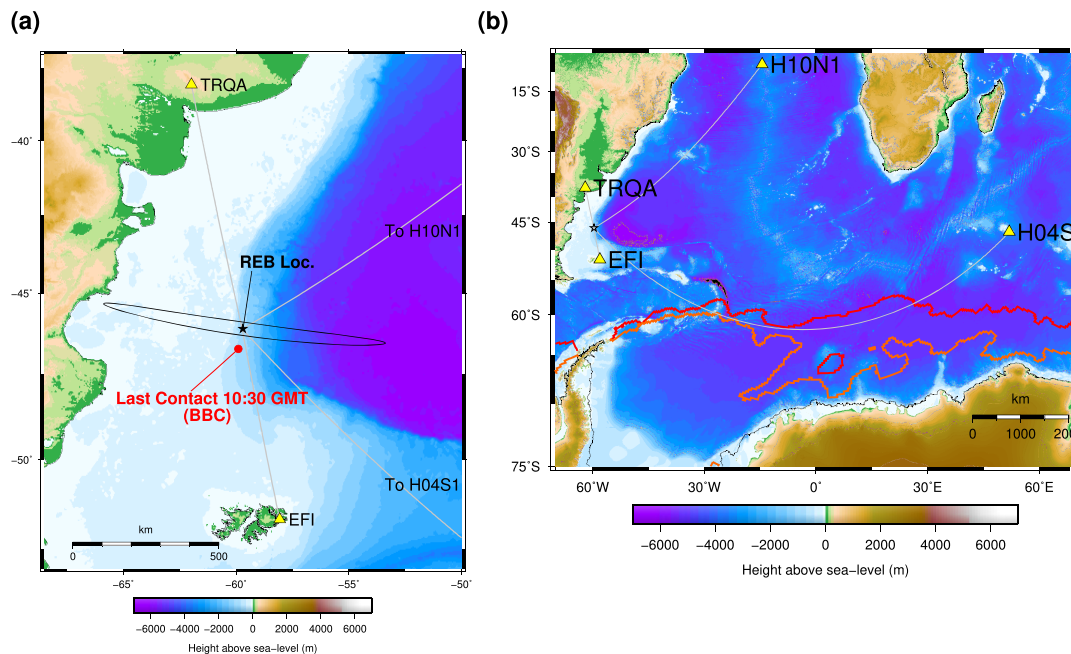 (a)
TRQA
−40˚
To H10N1
REB Loc.
−45˚
Last Contact 10:30 GMT
(BBC)
−50˚
To H04S1
EFI
km
0 500
−65˚ −60˚ −55˚ −50˚
−6000 −4000 −2000 0 2000 4000 6000
Height above sea−level (m)
(b)
H10N1
15˚S
30˚S
TRQA
45˚S
H04S
EFI
60˚S
km
0 1000 200
75˚S
60˚W 30˚W 0˚ 30˚E 60˚E
−6000 −4000 −2000 0 2000 4000 6000
Height above sea−level (m)